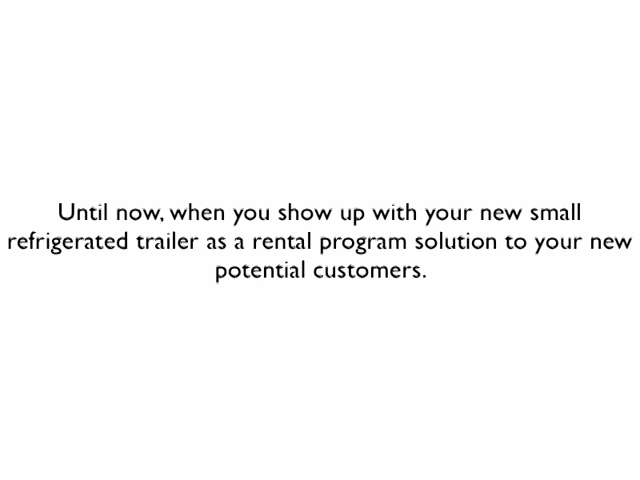 Until now, when you show up with your new small
refrigerated trailer as a rental program solution to your new
potential customers.